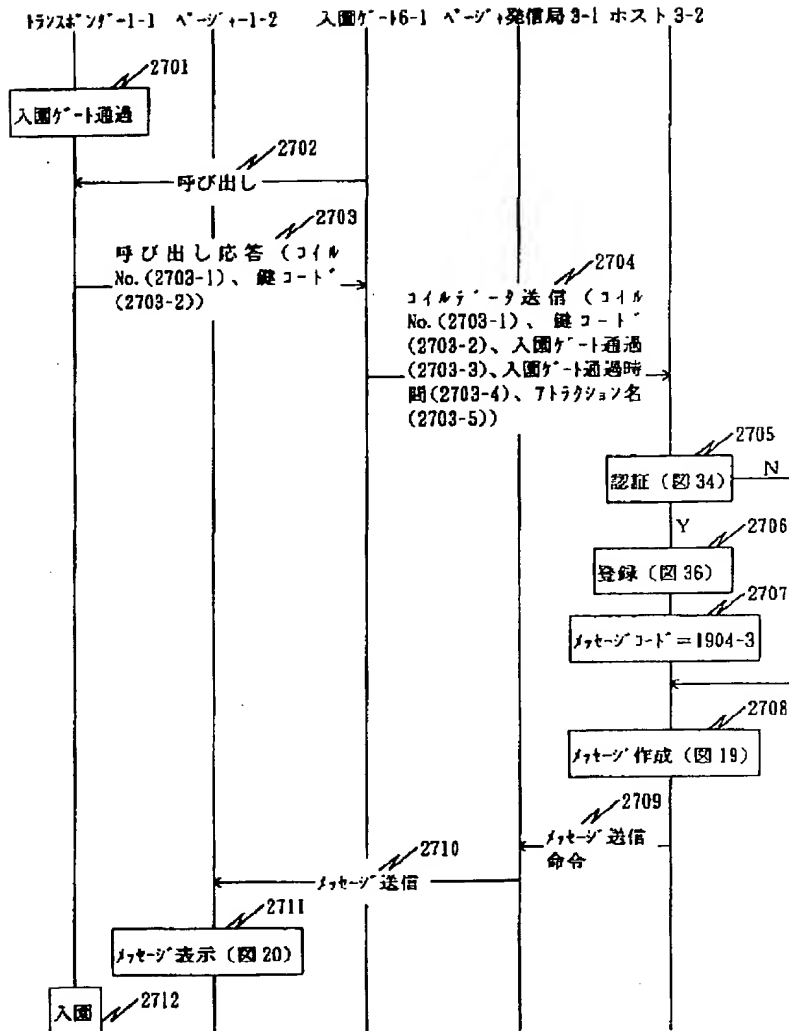 トランスポンダー1-1 ページャー1-2 入園ゲート6-1 ページャ発信局3-1 ホスト3-2
2701
入園ゲート通過
2702
呼び出し
2703
呼び出し応答(コイル
No.(2703-1)、鍵コード
(2703-2))
2704
コイルデータ送信(コイル
No.(2703-1)、鍵コード
(2703-2)、入園ゲート通過
(2703-3)、入園ゲート通過時
間(2703-4)、アトラクション名
(2703-5))
2705
認証(図34)
N
Y
2706
登録(図36)
2707
メッセージコード=1904-3
2708
メッセージ作成(図19)
2709
メッセージ送信
命令
2710
メッセージ送信
2711
メッセージ表示(図20)
2712
入園